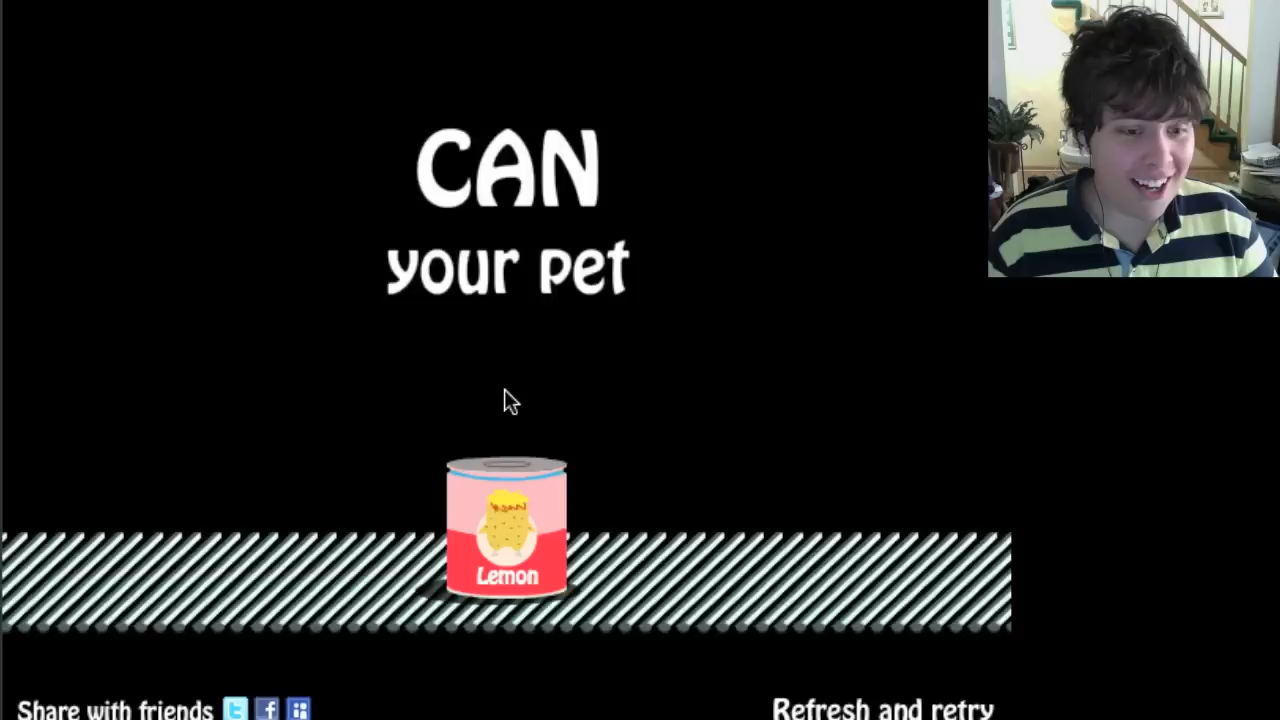 CAN
your pet
Lemon
Share with friends
Refresh and retry